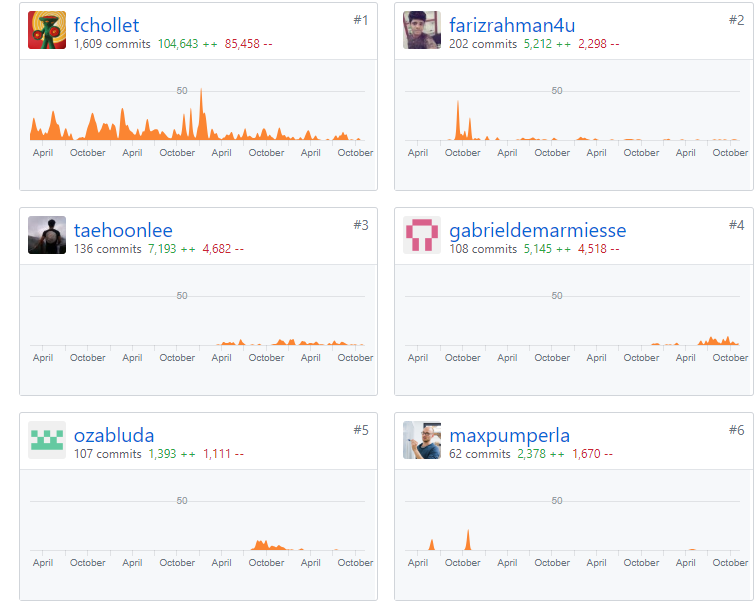 fchollet #1
1,609 commits 104,643 ++ 85,458 --
50
April October April October April October April October
farizrahman4u #2
202 commits 5,212 ++ 2,298 --
50
April October April October April October April October
taehoonlee #3
136 commits 7,193 ++ 4,682 --
50
April October April October April October April October
gabrieldemarmiesse #4
108 commits 5,145 ++ 4,518 --
50
April October April October April October April October
ozabluda #5
107 commits 1,393 ++ 1,111 --
50
April October April October April October April October
maxpumperla #6
62 commits 2,378 ++ 1,670 --
50
April October April October April October April October